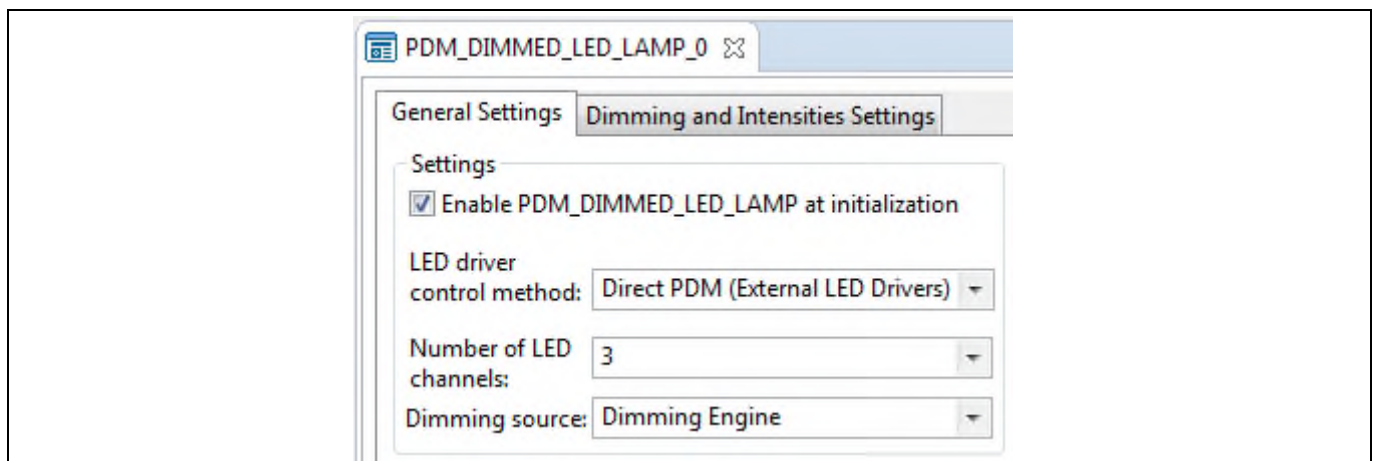 PDM_DIMMED_LED_LAMP_0
General Settings Dimming and Intensities Settings
Settings
Enable PDM_DIMMED_LED_LAMP at initialization
LED driver
control method: Direct PDM (External LED Drivers)
Number of LED
channels: 3
Dimming source: Dimming Engine